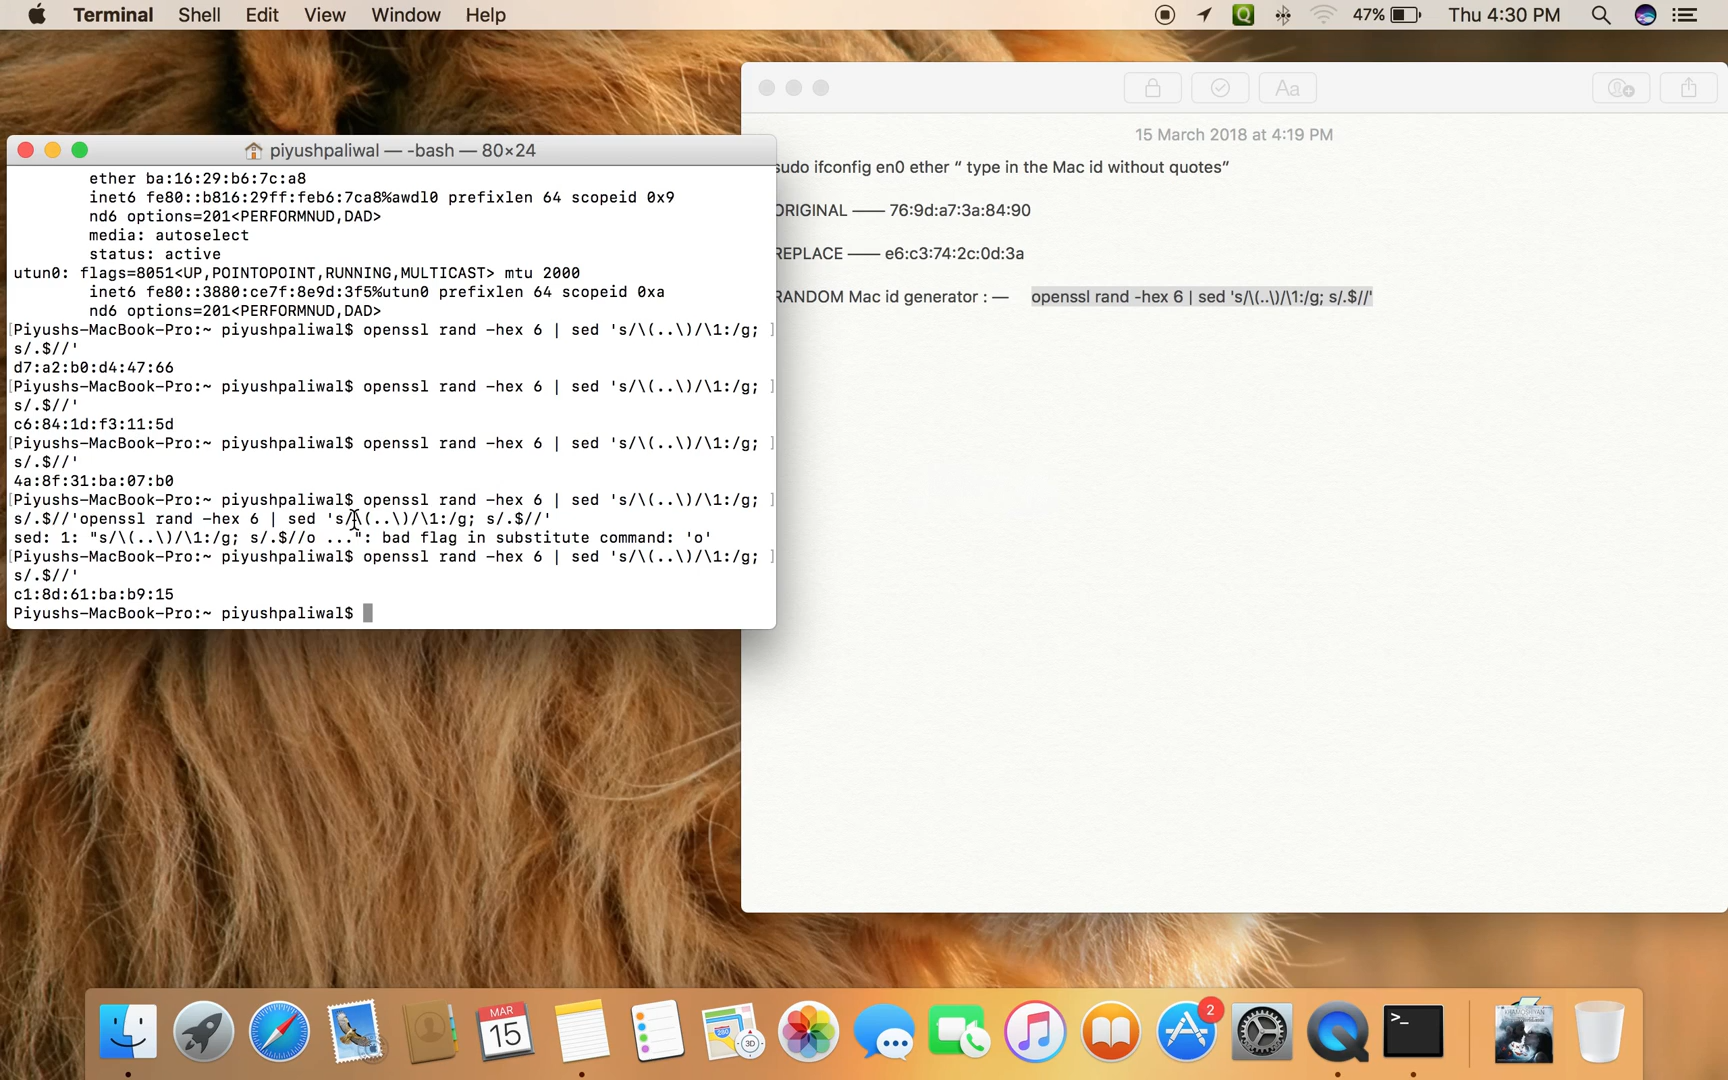 Terminal Shell Edit View Window Help
Q 47% Thu 4:30 PM
piyushpaliwal — -bash — 80×24
ether ba:16:29:b6:7c:a8
inet6 fe80::b816:29ff:feb6:7ca8%awdl0 prefixlen 64 scopeid 0x9
nd6 options=201<PERFORMNUD,DAD>
media: autoselect
status: active
utun0: flags=8051<UP,POINTOPOINT,RUNNING,MULTICAST> mtu 2000
inet6 fe80::3880:ce7f:8e9d:3f5%utun0 prefixlen 64 scopeid 0xa
nd6 options=201<PERFORMNUD,DAD>
[Piyushs-MacBook-Pro:~ piyushpaliwal$ openssl rand -hex 6 | sed 's/\(..\)/\1:/g; ]
s/.$//'
d7:a2:b0:d4:47:66
[Piyushs-MacBook-Pro:~ piyushpaliwal$ openssl rand -hex 6 | sed 's/\(..\)/\1:/g; ]
s/.$//'
c6:84:1d:f3:11:5d
[Piyushs-MacBook-Pro:~ piyushpaliwal$ openssl rand -hex 6 | sed 's/\(..\)/\1:/g; ]
s/.$//'
4a:8f:31:ba:07:b0
[Piyushs-MacBook-Pro:~ piyushpaliwal$ openssl rand -hex 6 | sed 's/\(..\)/\1:/g; ]
s/.$//'openssl rand -hex 6 | sed 's/\(..\)/\1:/g; s/.$//'
sed: 1: "s/\(..\)/\1:/g; s/.$//o ...": bad flag in substitute command: 'o'
[Piyushs-MacBook-Pro:~ piyushpaliwal$ openssl rand -hex 6 | sed 's/\(..\)/\1:/g; ]
s/.$//'
c1:8d:61:ba:b9:15
Piyushs-MacBook-Pro:~ piyushpaliwal$
Aa
15 March 2018 at 4:19 PM
sudo ifconfig en0 ether “ type in the Mac id without quotes”
ORIGINAL —— 76:9d:a7:3a:84:90
REPLACE —— e6:c3:74:2c:0d:3a
RANDOM Mac id generator : — openssl rand -hex 6 | sed 's/\(..\)/\1:/g; s/.$//'
MAR
15
280
3D
2
>_